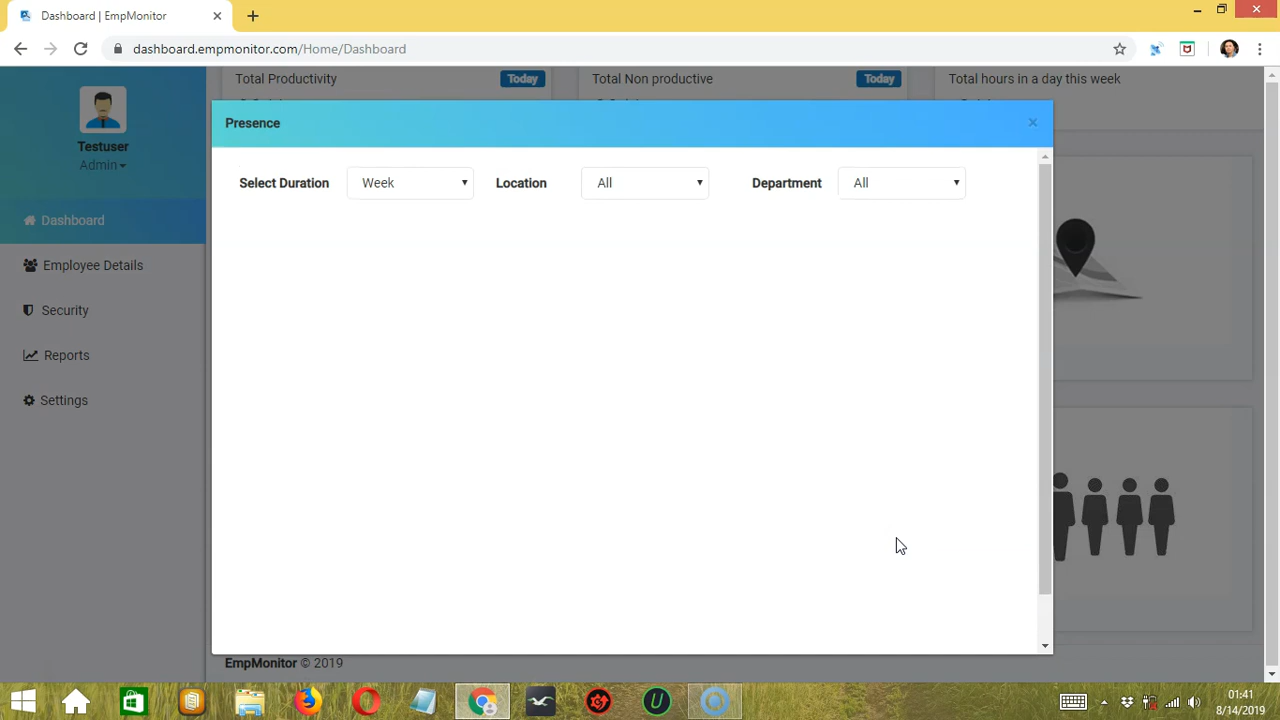 Dashboard | EmpMonitor
dashboard.empmonitor.com/Home/Dashboard
Total Productivity
Today
Total Non productive
Today
Total hours in a day this week
Testuser
Admin
Dashboard
Employee Details
Security
Reports
Settings
Presence
Select Duration
Week
Location
All
Department
All
EmpMonitor © 2019
01:41
8/14/2019